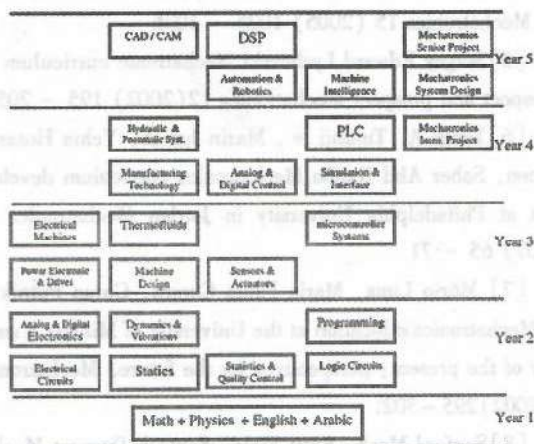 CAD / CAM
DSP
Mechatronics
Senior Project
Year 5
Automation &
Robotics
Machine
Intelligence
Mechatronics
System Design
Hydraulic &
Pneumatic Syst.
PLC
Mechatronics
Project
Year 4
Manufacturing
Technology
Analog &
Digital Control
Simulation &
Interface
Electrical
Machines
Thermofluids
microcontroller
Systems
Year 3
Power Electronic
& Drives
Machine
Design
Sensors &
Actuators
Analog & Digital
Electronics
Dynamics &
Vibrations
Programming
Year 2
Electrical
Circuits
Statics
Statistics &
Quality Control
Logic Circuits
Math + Physics + English + Arabic
Year 1